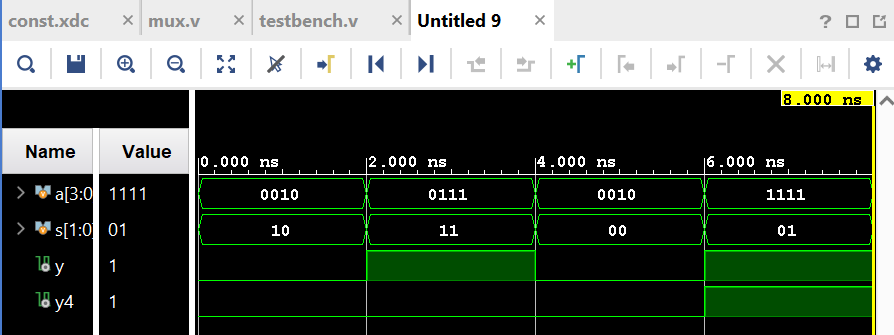 const.xdc × mux.v × testbench.v × Untitled 9 × ?
8.000 ns
Name Value 0.000 ns 2.000 ns 4.000 ns 6.000 ns
a[3:0 1111 0010 0111 0010 1111
s[1:0] 01 10 11 00 01
y 1
y4 1